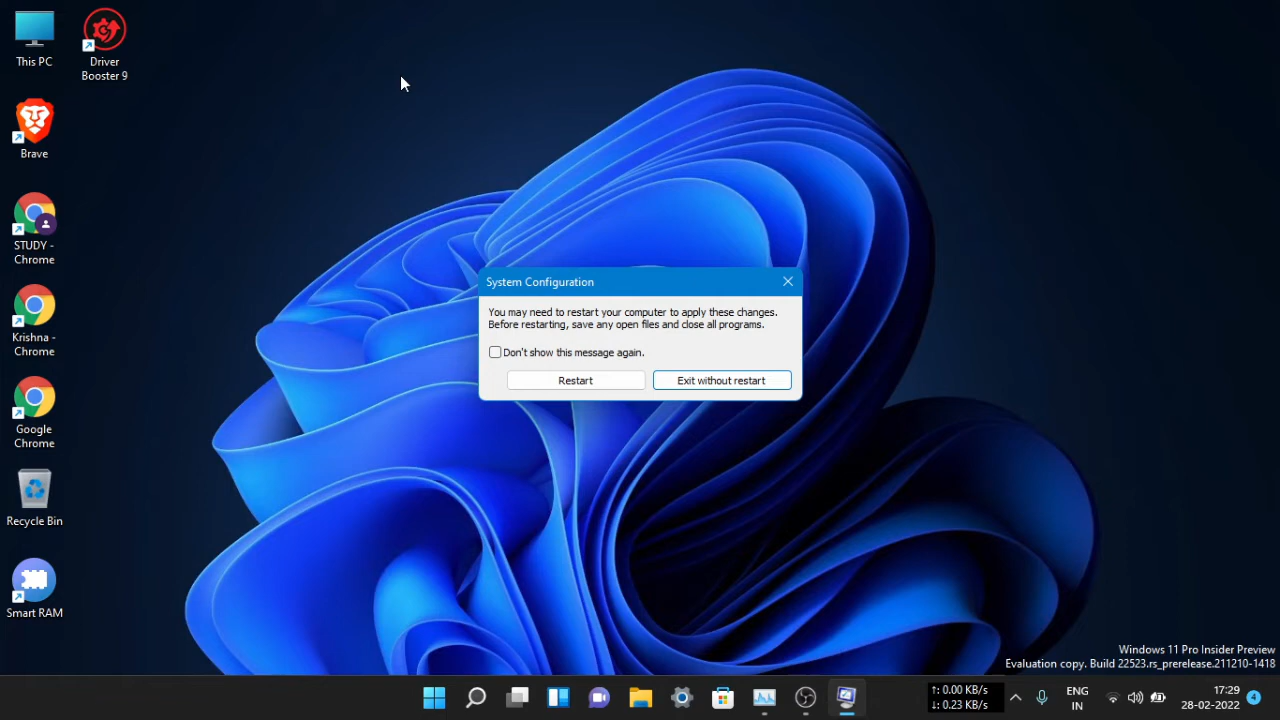 This PC
Driver
Booster 9
Brave
STUDY -
Chrome
Krishna -
Chrome
Google
Chrome
Recycle Bin
Smart RAM
System Configuration
You may need to restart your computer to apply these changes.
Before restarting, save any open files and close all programs.
Don't show this message again.
Restart
Exit without restart
Windows 11 Pro Insider Preview
Evaluation copy. Build 22523.rs_prerelease.211210-1418
↑: 0.00 KB/s
↓: 0.23 KB/s
ENG
IN
17:29
28-02-2022
4